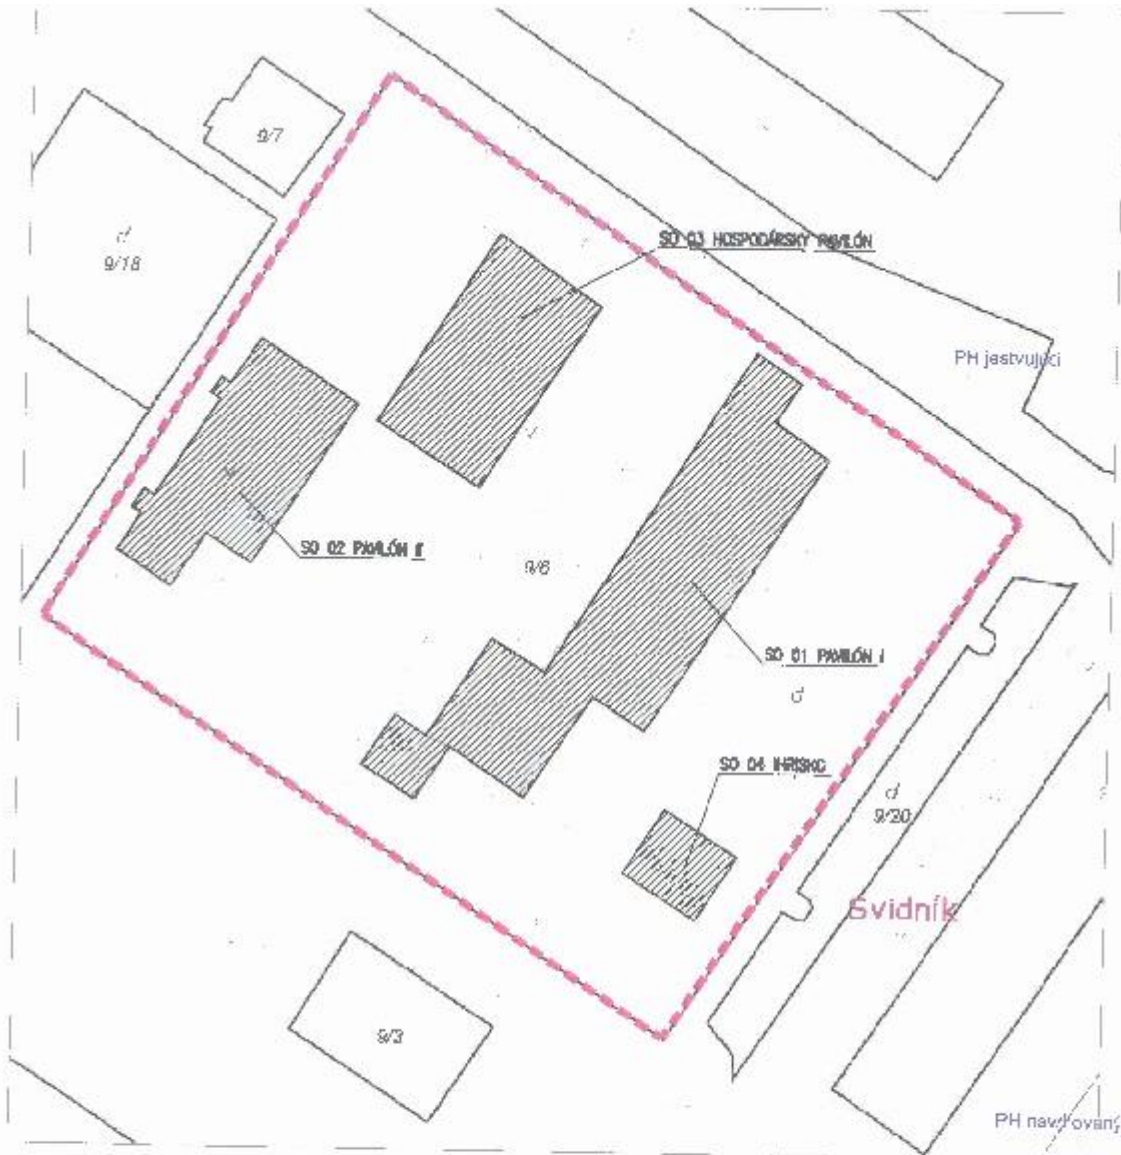 9/7
d
9/18
SO 03 HOSPODÁRSKY PAVILÓN
PH jestvujúci
SO 02 PAVILÓN II
9/6
SO 01 PAVILÓN I
d
SO 04 IHRISKO
d
9/20
Svidník
9/3
PH navrhovaný